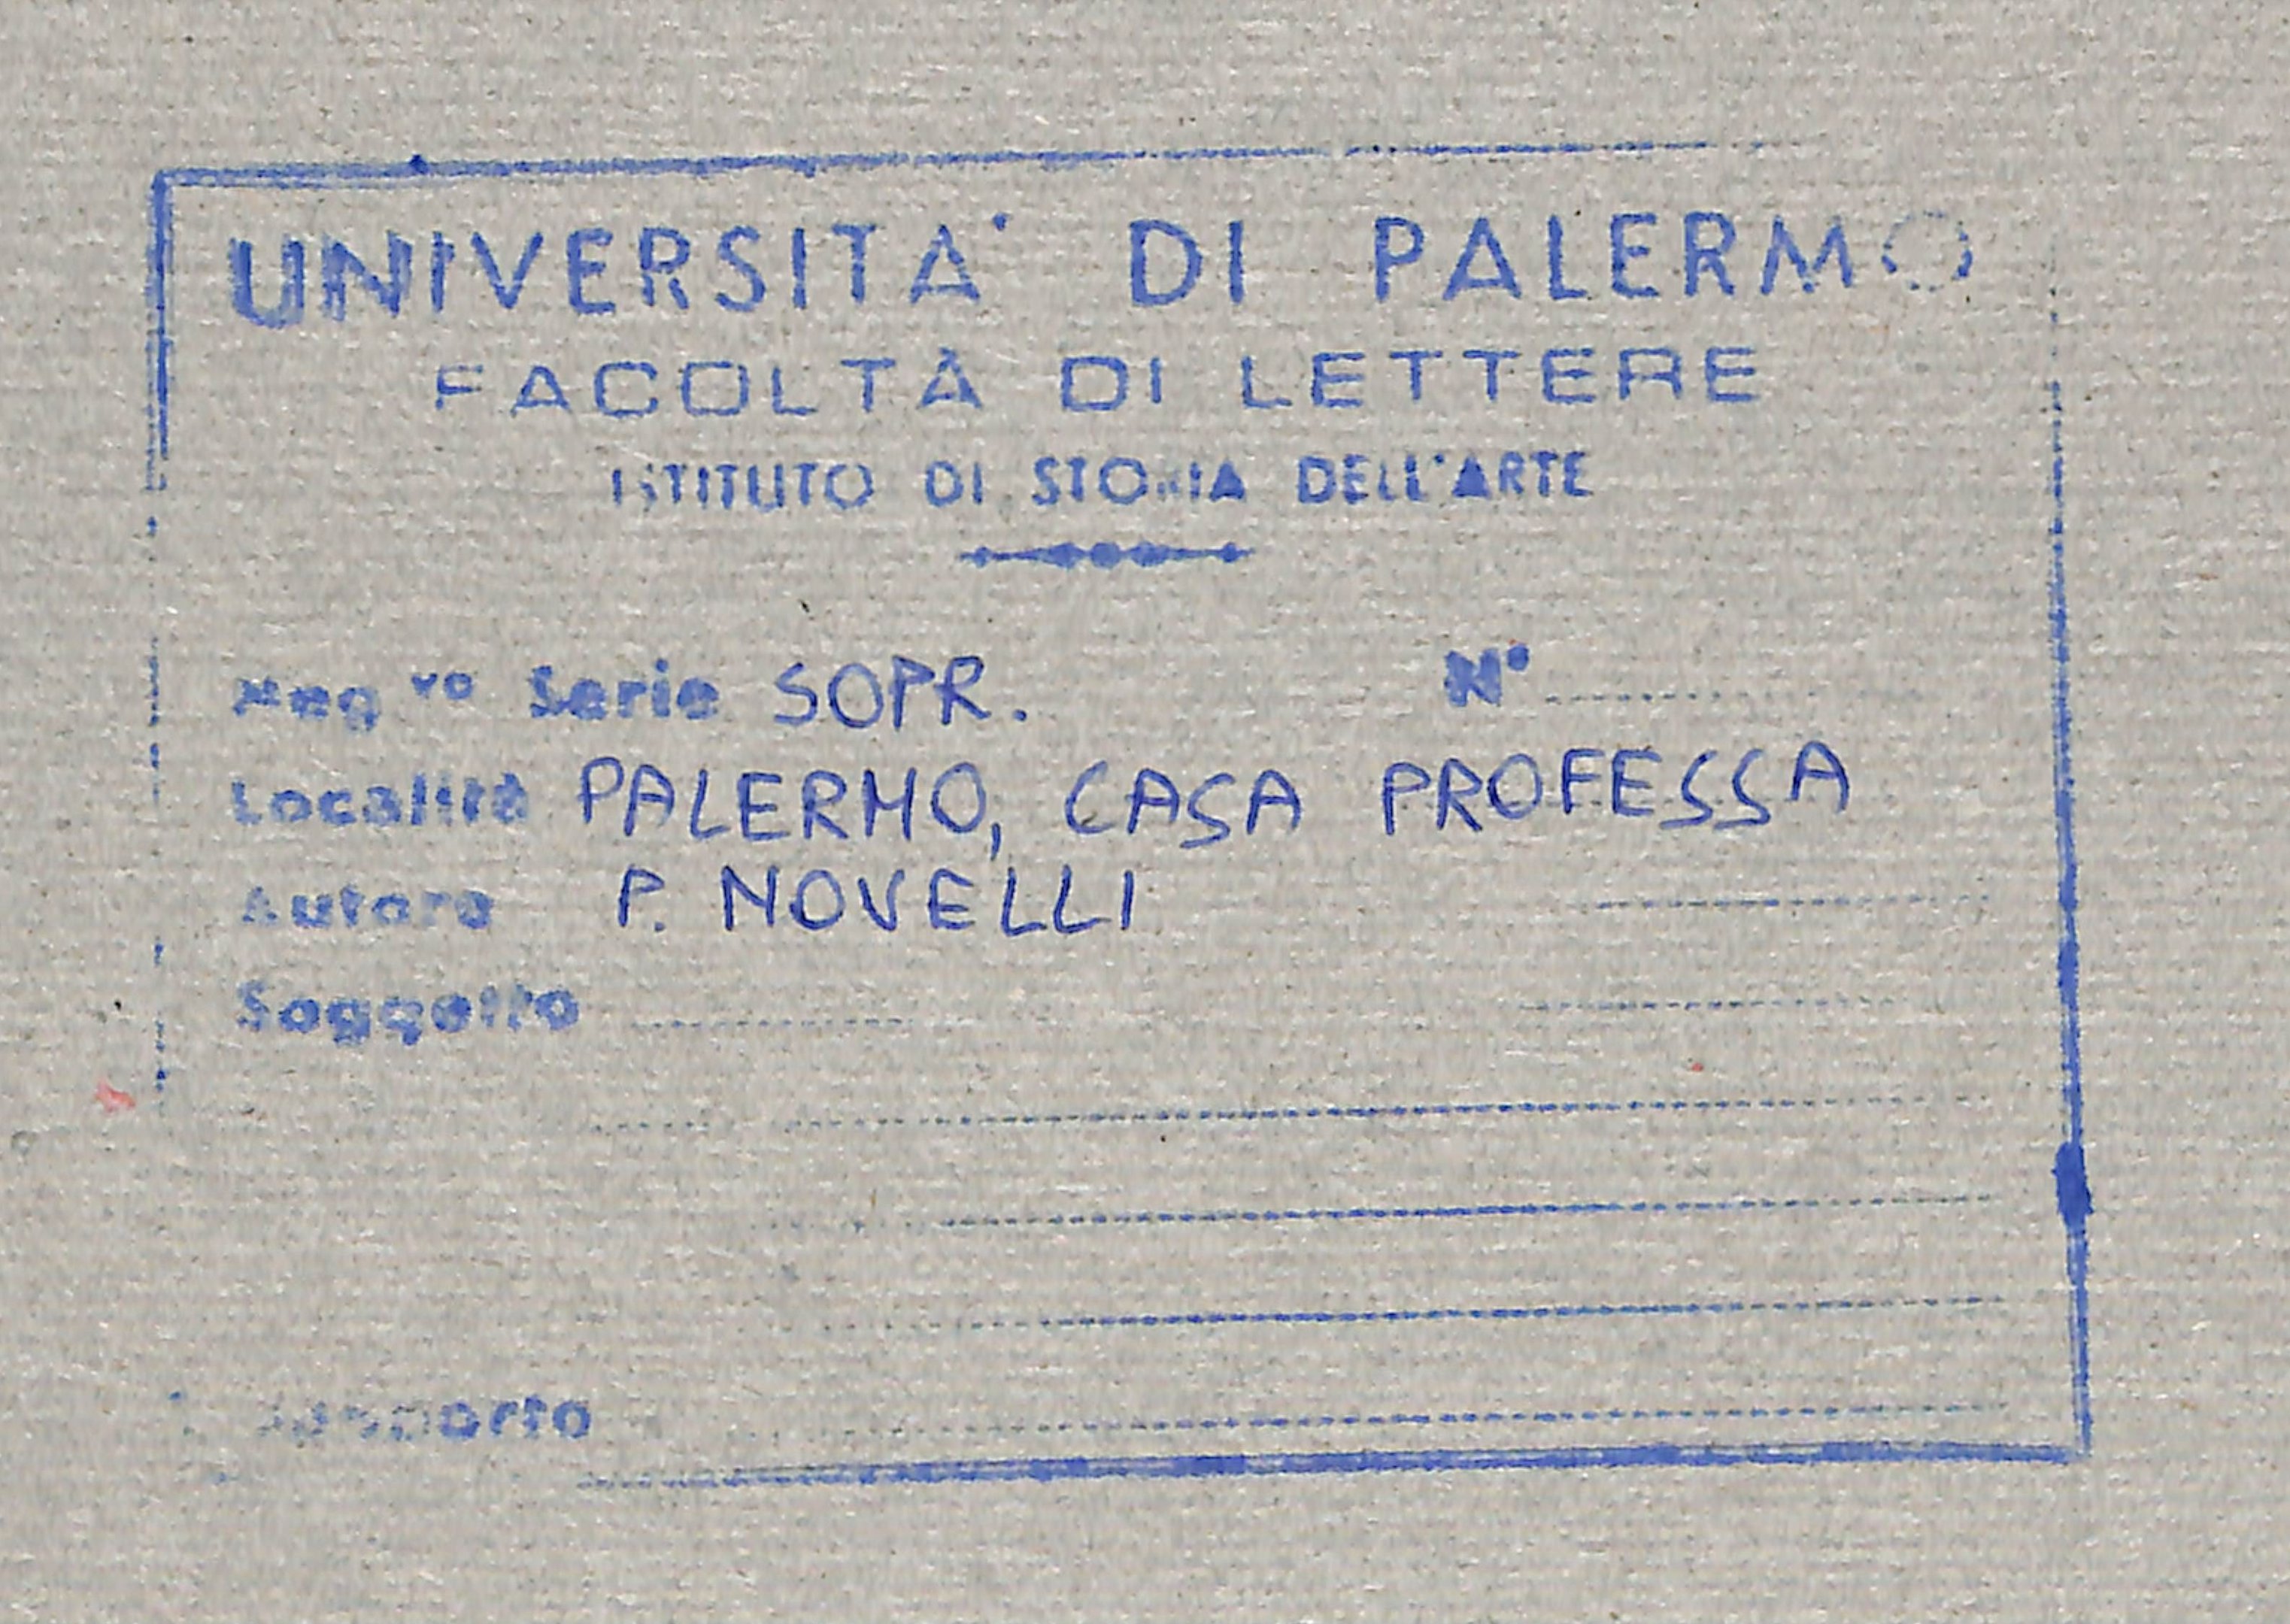 UNIVERSITA' DI PALERMO
FACOLTÀ DI LETTERE
ISTITUTO DI STORIA DELL'ARTE
Neg vo Serie SOPR. N°
Località PALERMO, CASA PROFESSA
Autore P. NOVELLI
Soggetto